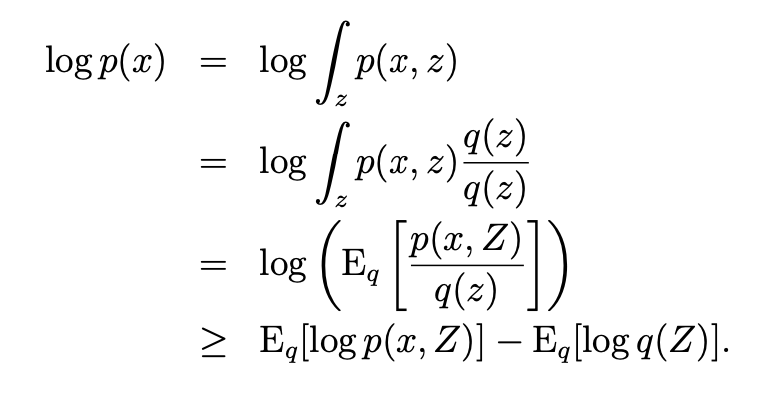 log p(x) = log ∫_z p(x, z)
= log ∫_z p(x, z) q(z)/q(z)
= log (E_q [p(x, Z)/q(z)])
≥ E_q[log p(x, Z)] − E_q[log q(Z)].